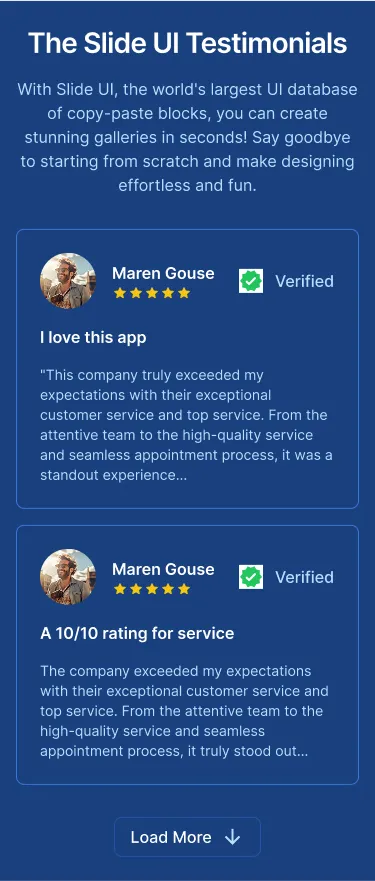 The Slide UI Testimonials
With Slide UI, the world's largest UI database
of copy-paste blocks, you can create
stunning galleries in seconds! Say goodbye
to starting from scratch and make designing
effortless and fun.
Maren Gouse
Verified
I love this app
"This company truly exceeded my
expectations with their exceptional
customer service and top service. From the
attentive team to the high-quality service
and seamless appointment process, it was a
standout experience...
Maren Gouse
Verified
A 10/10 rating for service
The company exceeded my expectations
with their exceptional customer service and
top service. From the attentive team to the
high-quality service and seamless
appointment process, it truly stood out...
Load More